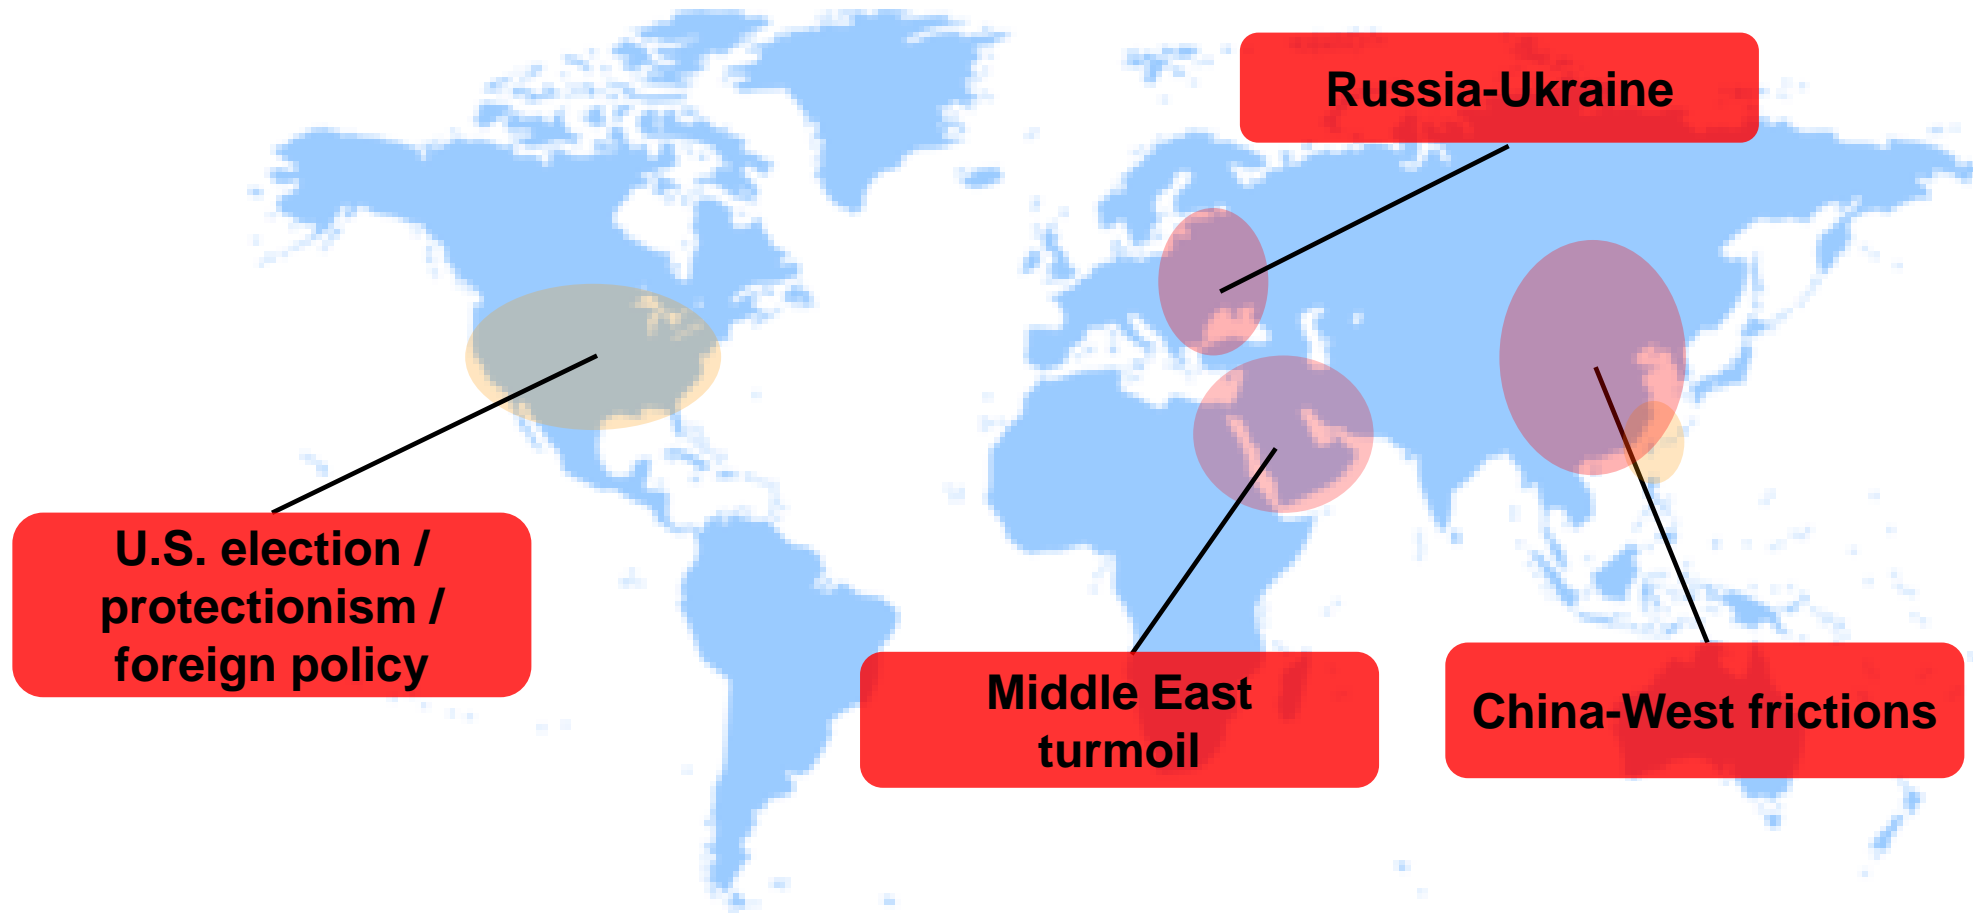 Russia-Ukraine
U.S. election /
protectionism /
foreign policy
Middle East
turmoil
China-West frictions